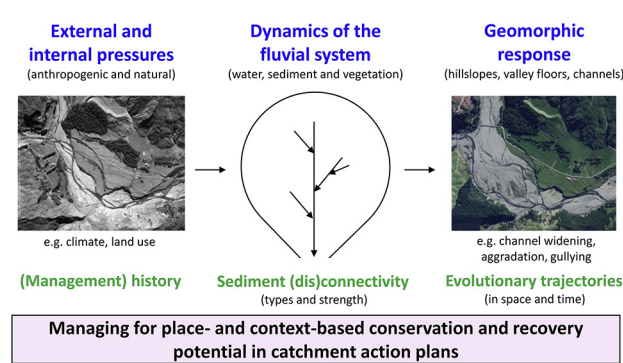 External and
internal pressures
(anthropogenic and natural)
Dynamics of the
fluvial system
(water, sediment and vegetation)
Geomorphic
response
(hillslopes, valley floors, channels)
e.g. climate, land use
e.g. channel widening,
aggradation, gullying
(Management) history
Sediment (dis)connectivity
(types and strength)
Evolutionary trajectories
(in space and time)
Managing for place- and context-based conservation and recovery
potential in catchment action plans